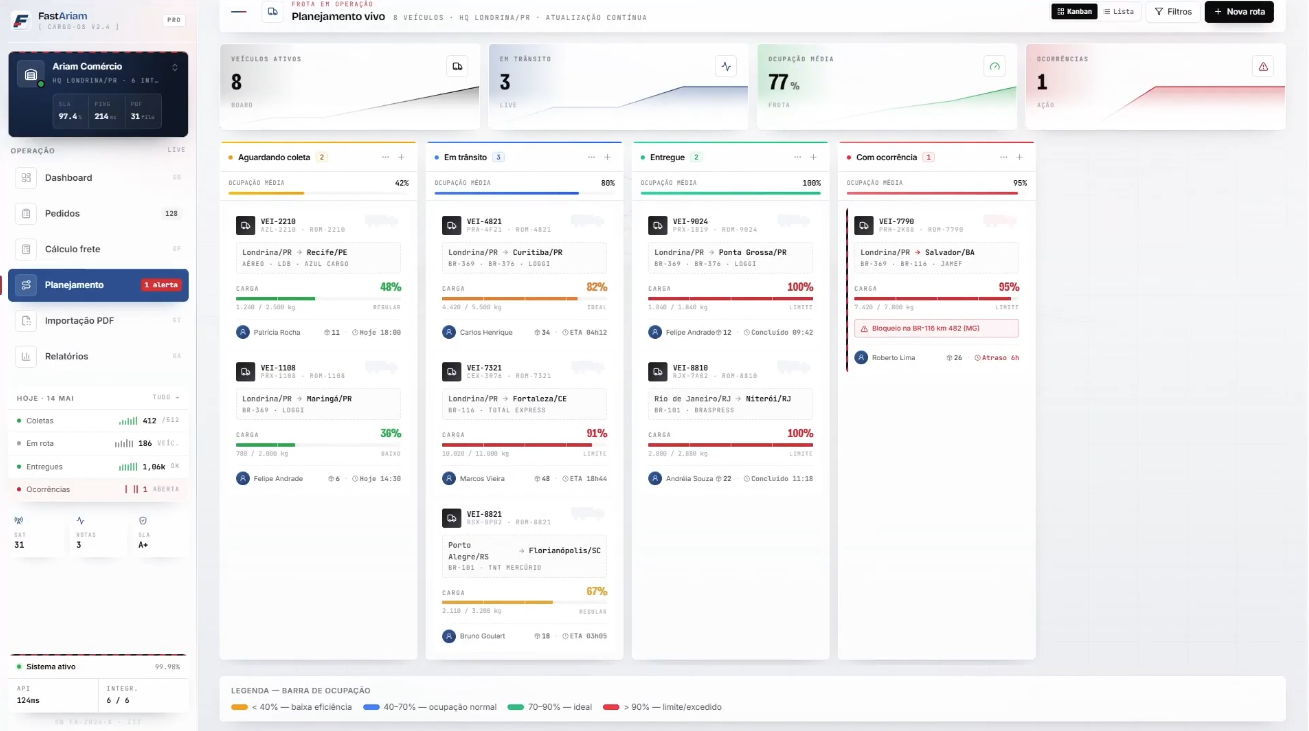 FastAriam
[ CARGO-OS V2.4 ]
PRO
Ariam Comércio
HQ LONDRINA/PR · 6 INT…
SLA
PING
PDF
97.4
214
31
OPERAÇÃO
LIVE
Dashboard
Pedidos
128
Cálculo frete
Planejamento
1 alerta
Importação PDF
Relatórios
HOJE · 14 MAI
TUDO
Coletas
412 /512
Em rota
186 VEÍC.
Entregues
1,06k OK
Ocorrências
1 ABERTA
SAT
31
ROTAS
3
SLA
A+
Sistema ativo
99.98%
API
124ms
INTEGR.
6 / 6
FROTA EM OPERAÇÃO
Planejamento vivo
8 VEÍCULOS · HQ LONDRINA/PR · ATUALIZAÇÃO CONTÍNUA
Kanban
Lista
Filtros
+ Nova rota
VEÍCULOS ATIVOS
8
BOARD
EM TRÂNSITO
3
LIVE
OCUPAÇÃO MÉDIA
77 %
FROTA
OCORRÊNCIAS
1
AÇÃO
Aguardando coleta 2
OCUPAÇÃO MÉDIA 42%
VEI-2210
AZL-2210 · ROM-2210
Londrina/PR → Recife/PE
AÉREO · LDB - AZUL CARGO
CARGA 48%
1.240 / 2.500 kg REGULAR
Patrícia Rocha 11 · Hoje 18:00
VEI-1108
PRX-1108 · ROM-1108
Londrina/PR → Maringá/PR
BR-369 · LOGGI
CARGA 36%
780 / 2.000 kg BAIXO
Felipe Andrade 6 · Hoje 14:30
Em trânsito 3
OCUPAÇÃO MÉDIA 80%
VEI-4821
PRA-4F21 · ROM-4821
Londrina/PR → Curitiba/PR
BR-369 · BR-376 · LOGGI
CARGA 82%
4.420 / 5.500 kg IDEAL
Carlos Henrique 34 · ETA 04h12
VEI-7321
ROM-7321
Londrina/PR → Fortaleza/CE
BR-116 · TOTAL EXPRESS
CARGA 91%
10.020 / 11.000 kg LIMITE
Marcos Vieira 48 · ETA 18h44
VEI-8821
ROM-8821
Porto Alegre/RS → Florianópolis/SC
BR-101 · TNT MERCÚRIO
CARGA 67%
2.110 / 3.200 kg REGULAR
Bruno Goulart 18 · ETA 03h05
Entregue 2
OCUPAÇÃO MÉDIA 100%
VEI-9024
ROM-9024
Londrina/PR → Ponta Grossa/PR
BR-369 · BR-376 · LOGGI
CARGA 100%
LIMITE
Felipe Andrade 12 · Concluído 09:42
VEI-8810
ROM-8810
Rio de Janeiro/RJ → Niterói/RJ
BR-101 · BRASPRESS
CARGA 100%
LIMITE
Andréia Souza 22 · Concluído 11:18
Com ocorrência 1
OCUPAÇÃO MÉDIA 95%
VEI-7790
ROM-7790
Londrina/PR → Salvador/BA
BR-369 · BR-116 · JAMEF
CARGA 95%
LIMITE
Bloqueio na BR-116 km 482 (MG)
Roberto Lima 26 · Atraso 6h
LEGENDA — BARRA DE OCUPAÇÃO
< 40% — baixa eficiência
40–70% — ocupação normal
70–90% — ideal
> 90% — limite/excedido